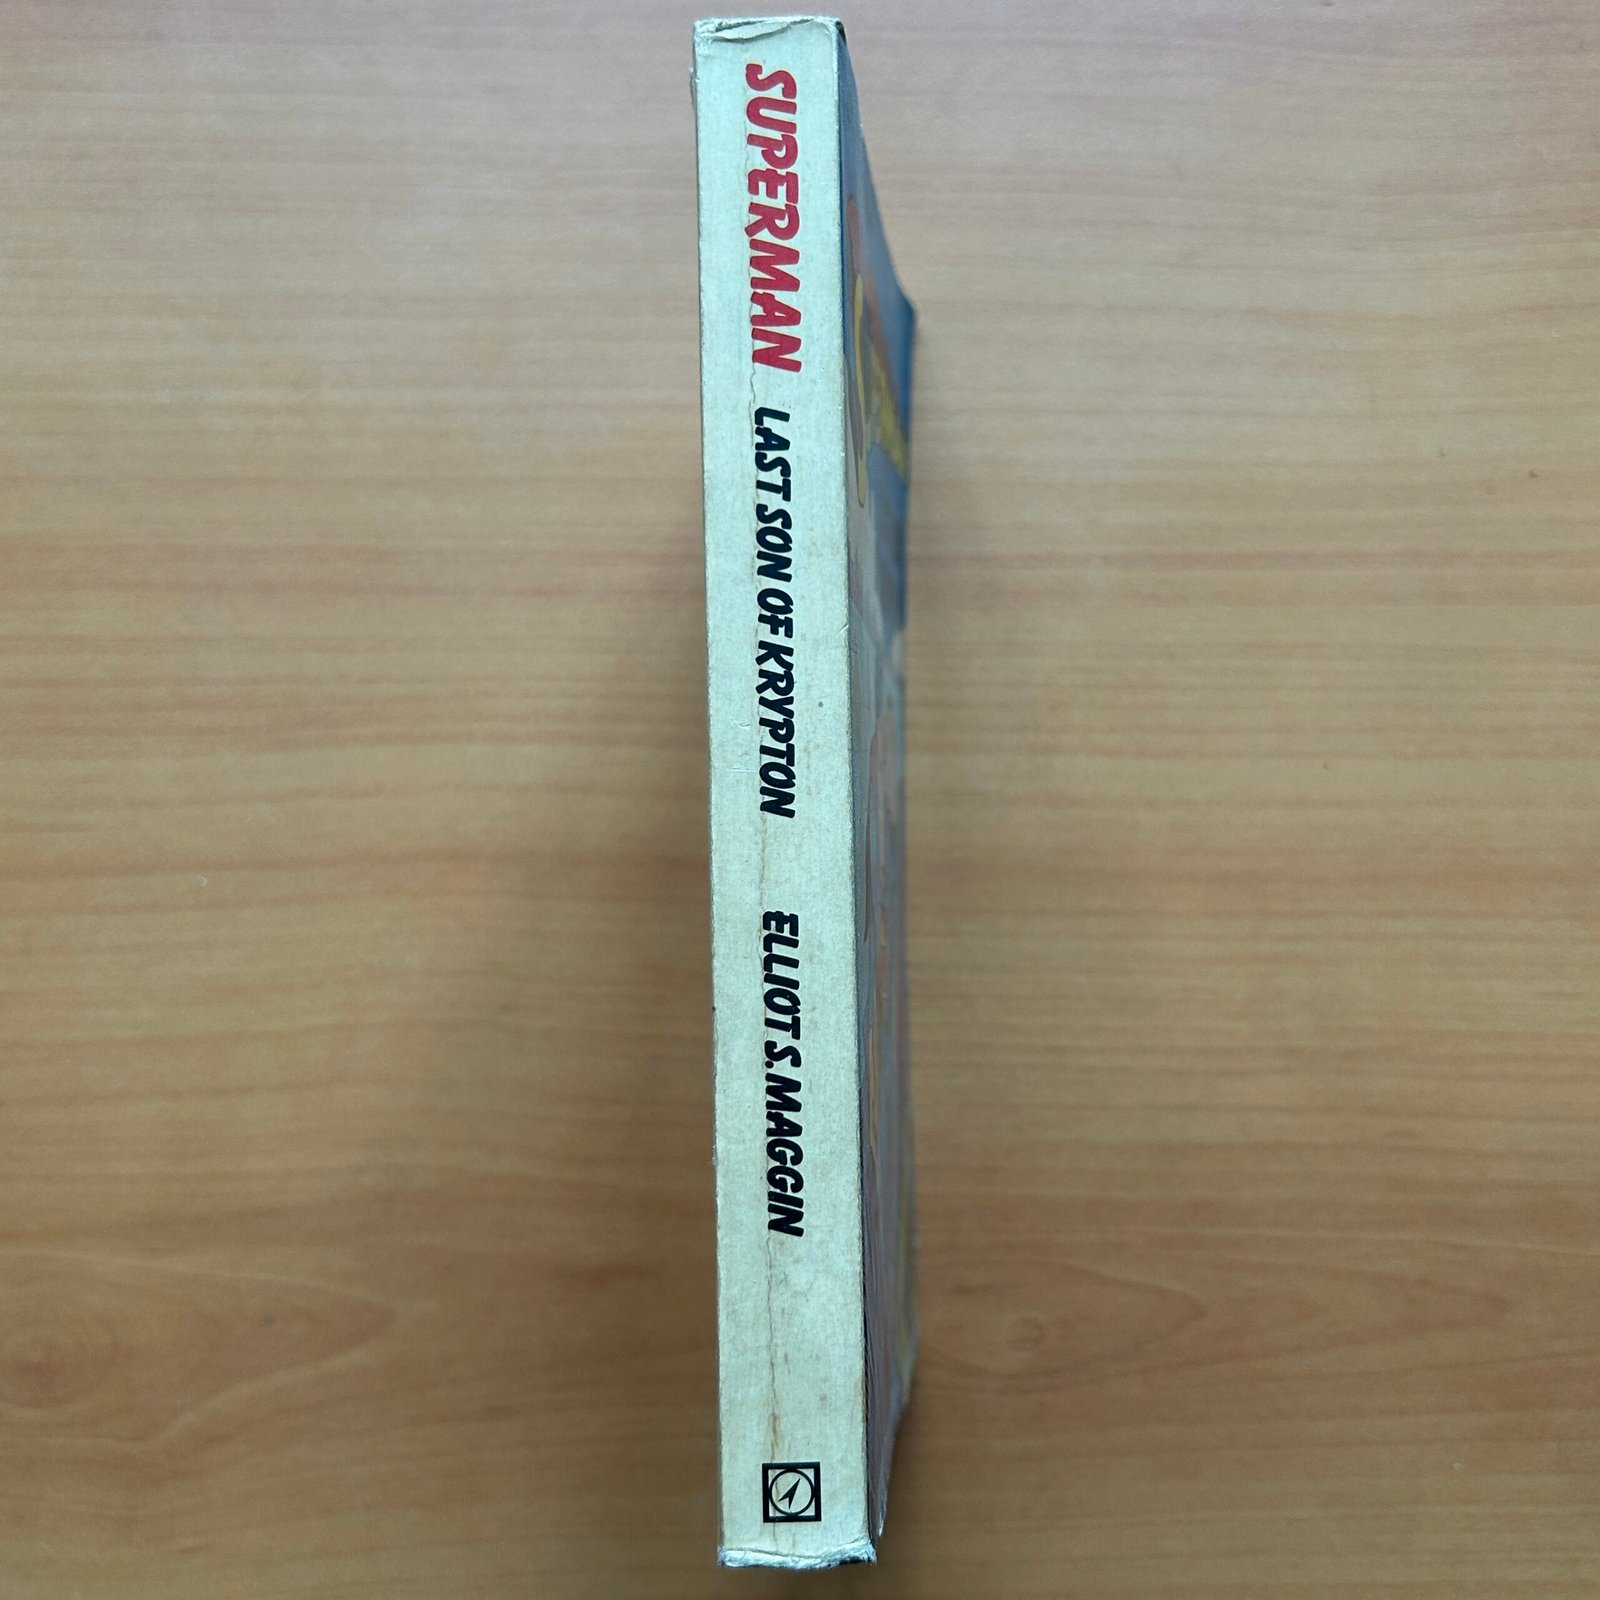 SUPERMAN LAST SON OF KRYPTON ELLIOT S. MAGGIN